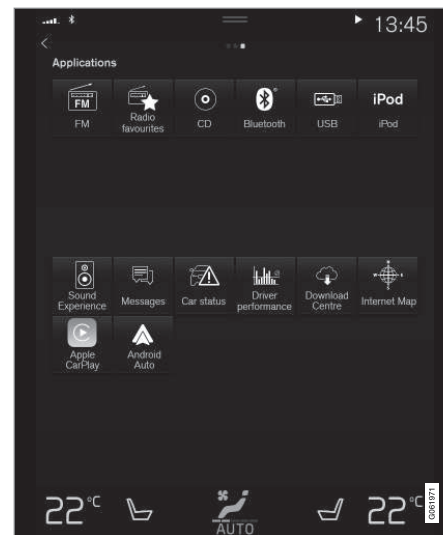 13:45
Applications
FM
FM
Radio
favourites
CD
Bluetooth
USB
iPod
iPod
Sound
Experience
Messages
Car status
Driver
performance
Download
Centre
Internet Map
Apple
CarPlay
Android
Auto
22°C
AUTO
22°C
G061971